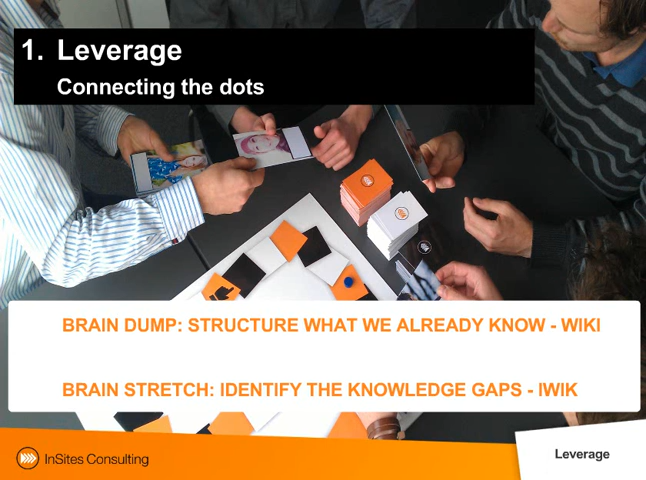 1. Leverage
Connecting the dots
BRAIN DUMP: STRUCTURE WHAT WE ALREADY KNOW - WIKI
BRAIN STRETCH: IDENTIFY THE KNOWLEDGE GAPS - IWIK
InSites Consulting
Leverage